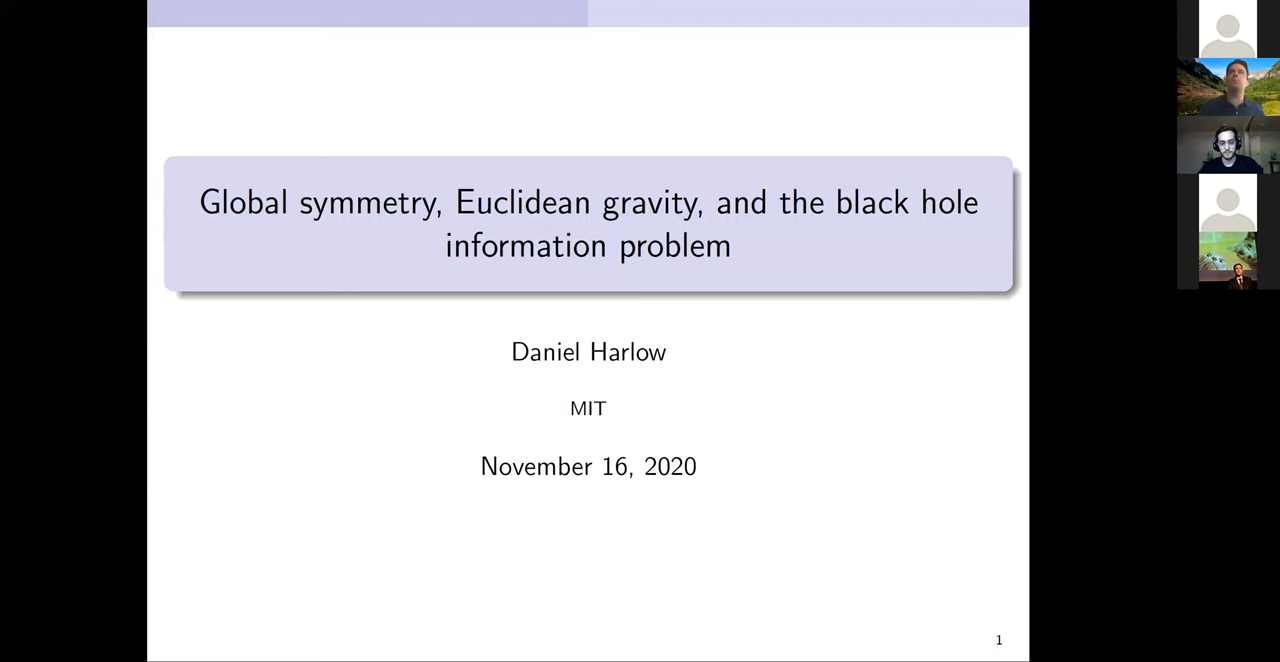 Global symmetry, Euclidean gravity, and the black hole
information problem
Daniel Harlow
MIT
November 16, 2020
1